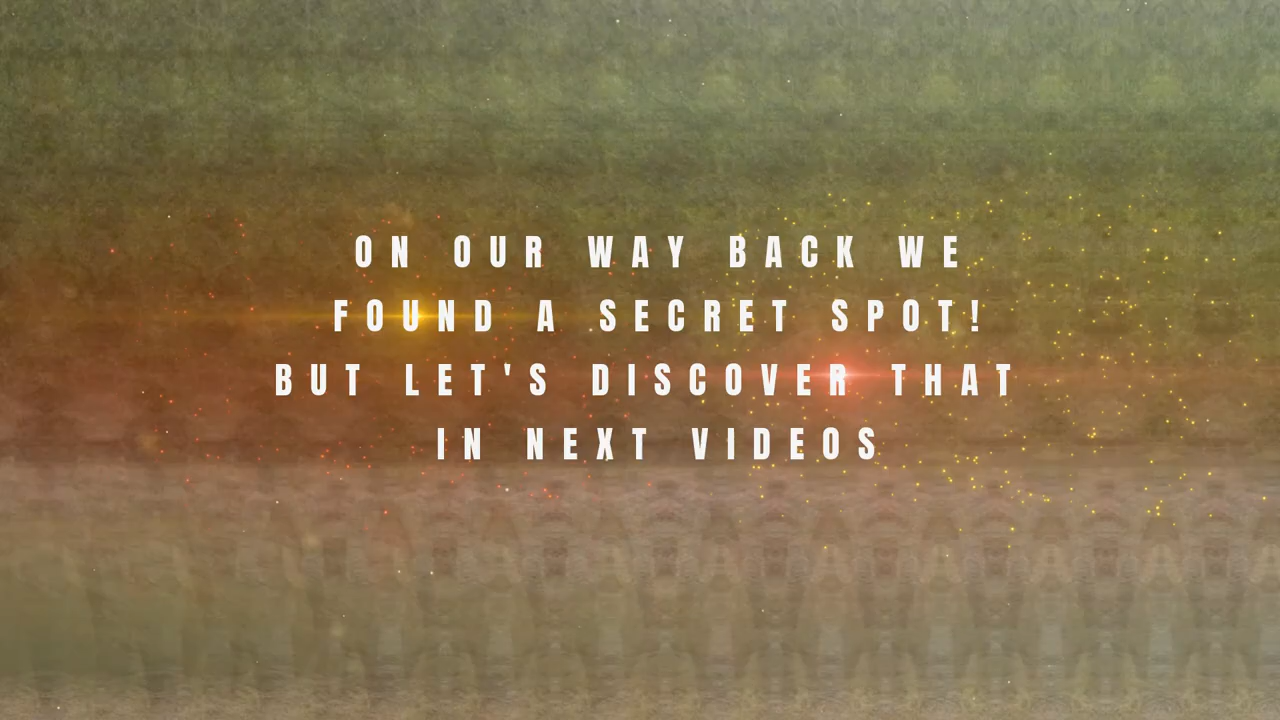 ON OUR WAY BACK WE
FOUND A SECRET SPOT!
BUT LET'S DISCOVER THAT
IN NEXT VIDEOS